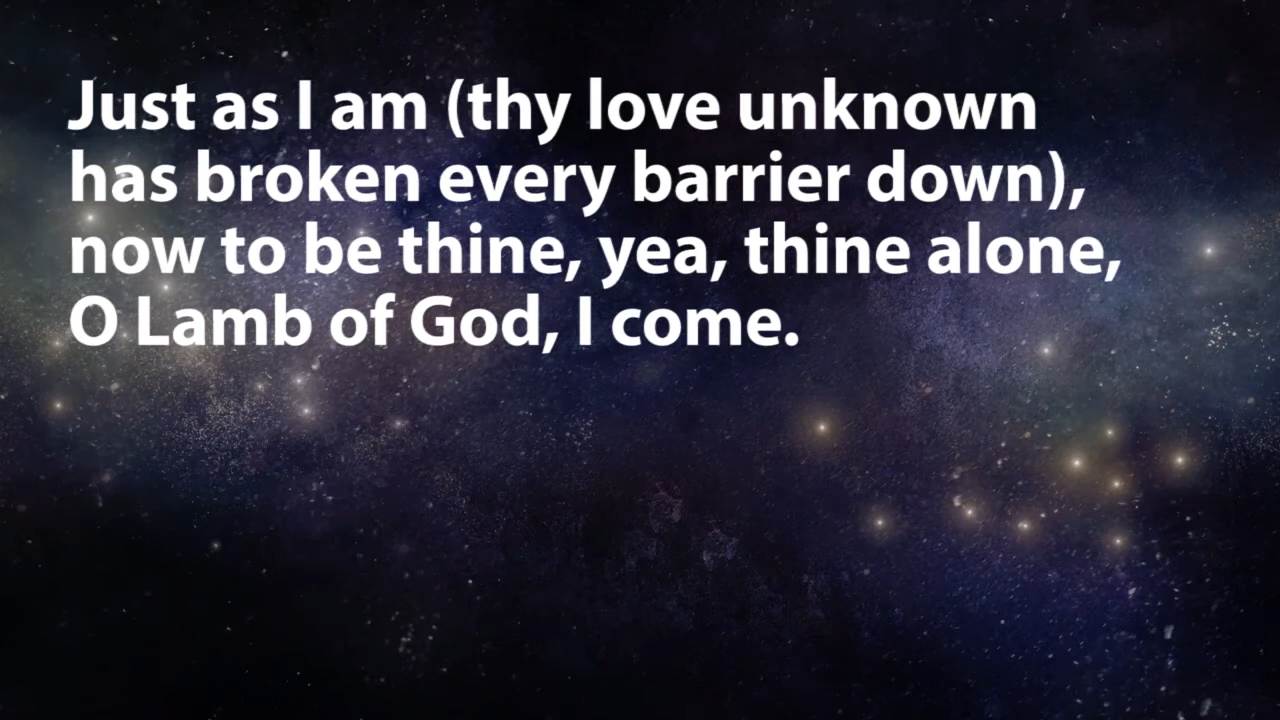 Just as I am (thy love unknown
has broken every barrier down),
now to be thine, yea, thine alone,
O Lamb of God, I come.